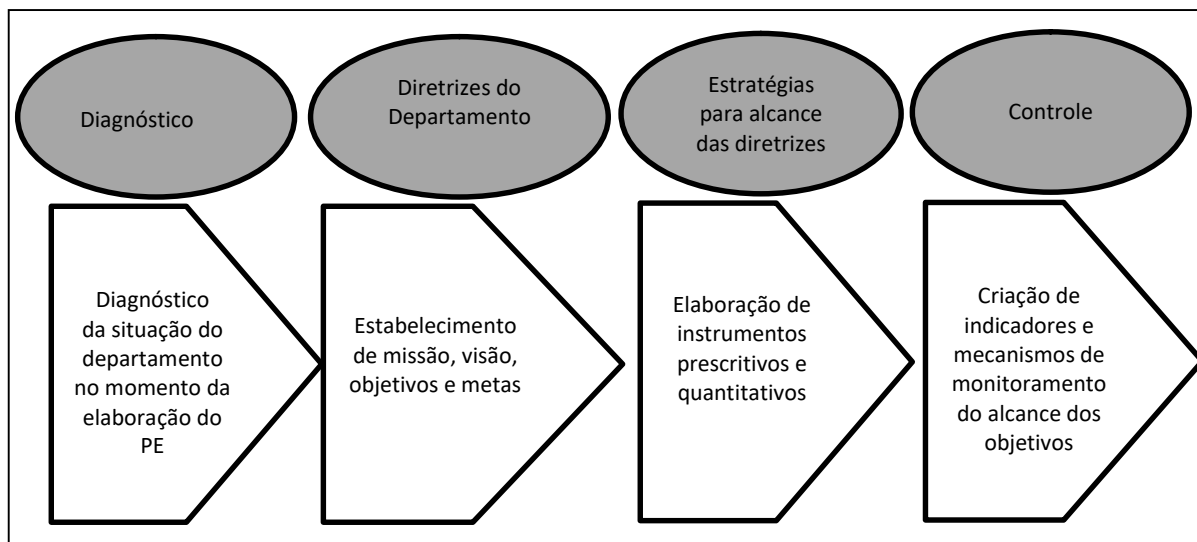 Diagnóstico
Diretrizes do
Departamento
Estratégias
para alcance
das diretrizes
Controle
Diagnóstico
da situação do
departamento
no momento da
elaboração do
PE
Estabelecimento
de missão, visão,
objetivos e metas
Elaboração de
instrumentos
prescritivos e
quantitativos
Criação de
indicadores e
mecanismos de
monitoramento
do alcance dos
objetivos